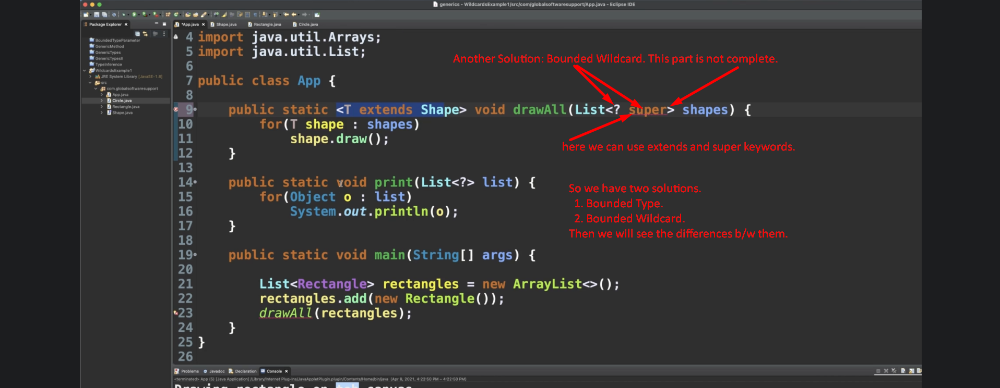 generics - WildcardsExample1/src/com/globalsoftwaresupport/App.java - Eclipse IDE
Package Explorer
*App.java Shape.java Rectangle.java Circle.java
BoundedTypeParameter
GenericMethod
GenericTypes
GenericTypesII
TypeInference
WildcardsExample1
JRE System Library [JavaSE-1.8]
src
com.globalsoftwaresupport
App.java
Circle.java
Rectangle.java
Shape.java
4 import java.util.Arrays;
5 import java.util.List;
6
Another Solution: Bounded Wildcard. This part is not complete.
7 public class App {
8
9 public static <T extends Shape> void drawAll(List<? super> shapes) {
10 for(T shape : shapes)
11 shape.draw();
here we can use extends and super keywords.
12 }
13
14 public static void print(List<?> list) {
15 for(Object o : list)
16 System.out.println(o);
17 }
18
So we have two solutions.
1. Bounded Type.
2. Bounded Wildcard.
Then we will see the differences b/w them.
19 public static void main(String[] args) {
20
21 List<Rectangle> rectangles = new ArrayList<>();
22 rectangles.add(new Rectangle());
23 drawAll(rectangles);
24 }
25 }
26
Problems Javadoc Declaration Console
<terminated> App (5) [Java Application] /Library/Internet Plug-Ins/JavaAppletPlugin.plugin/Contents/Home/bin/java (Apr 8, 2021, 4:22:50 PM – 4:22:50 PM)
Drawing rectangle on canvas